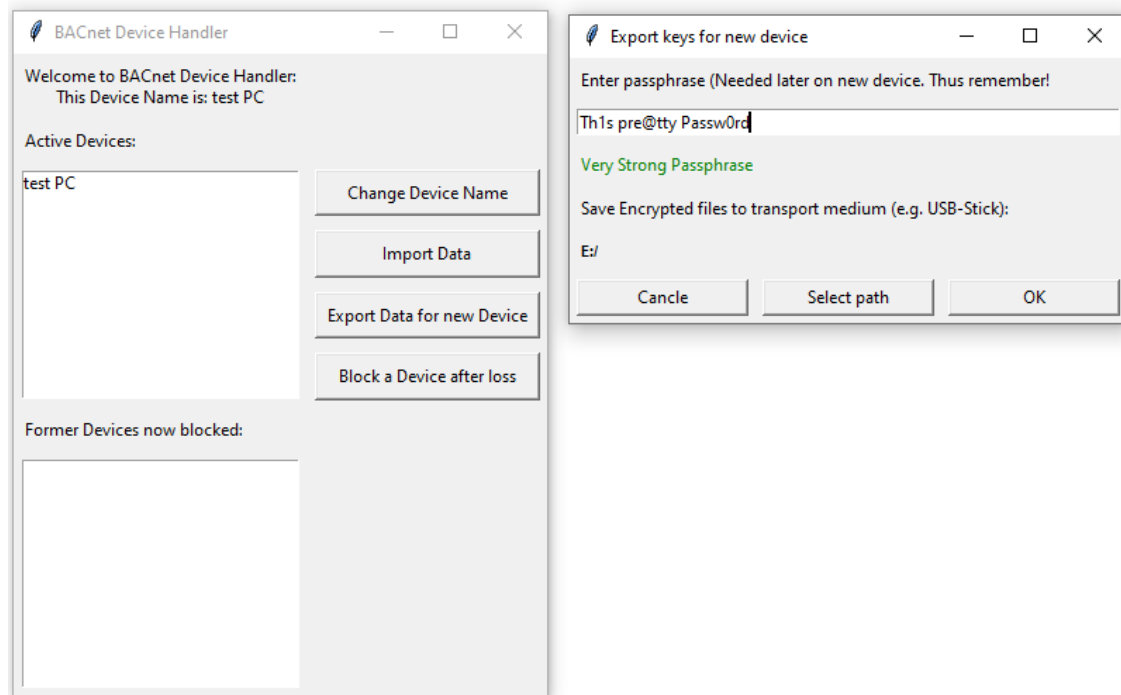 BACnet Device Handler
Welcome to BACnet Device Handler:
This Device Name is: test PC
Active Devices:
test PC
Change Device Name
Import Data
Export Data for new Device
Block a Device after loss
Former Devices now blocked:
Export keys for new device
Enter passphrase (Needed later on new device. Thus remember!
Th1s pre@tty Passw0rd
Very Strong Passphrase
Save Encrypted files to transport medium (e.g. USB-Stick):
E:/
Cancle
Select path
OK